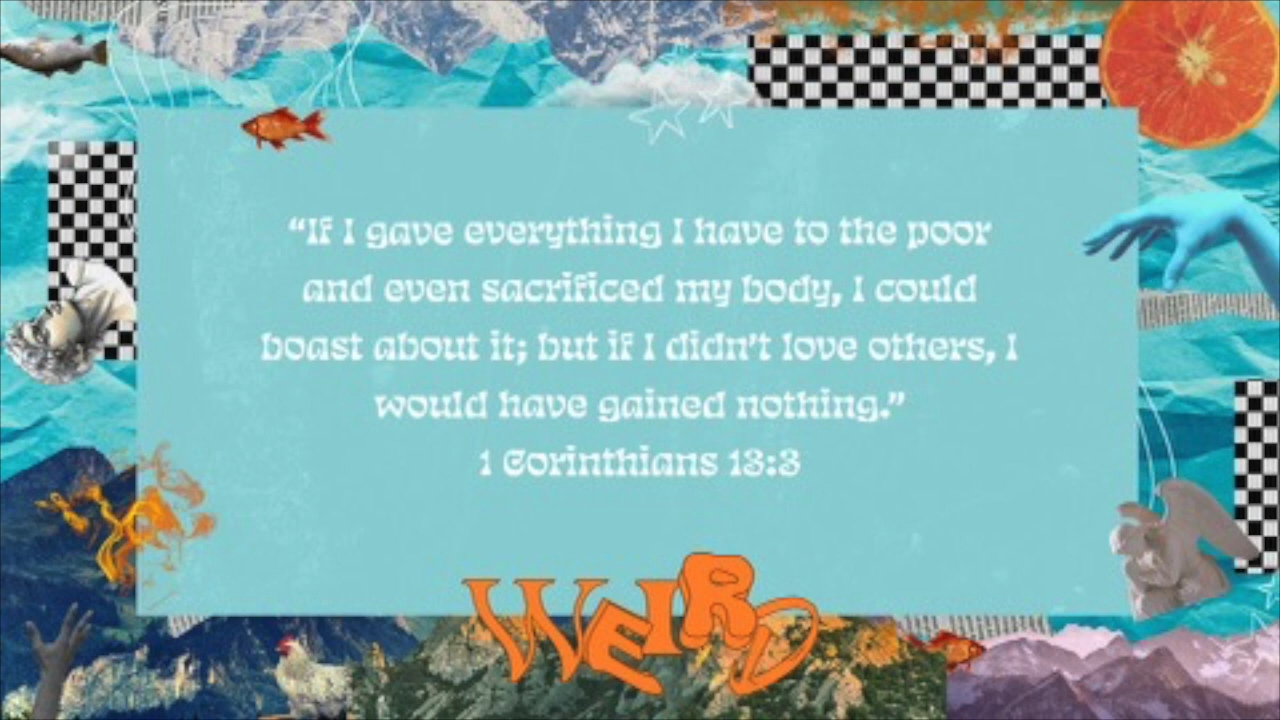 “If I gave everything I have to the poor
and even sacrificed my body, I could
boast about it; but if I didn’t love others, I
would have gained nothing.”
1 Corinthians 13:3
WEIRD